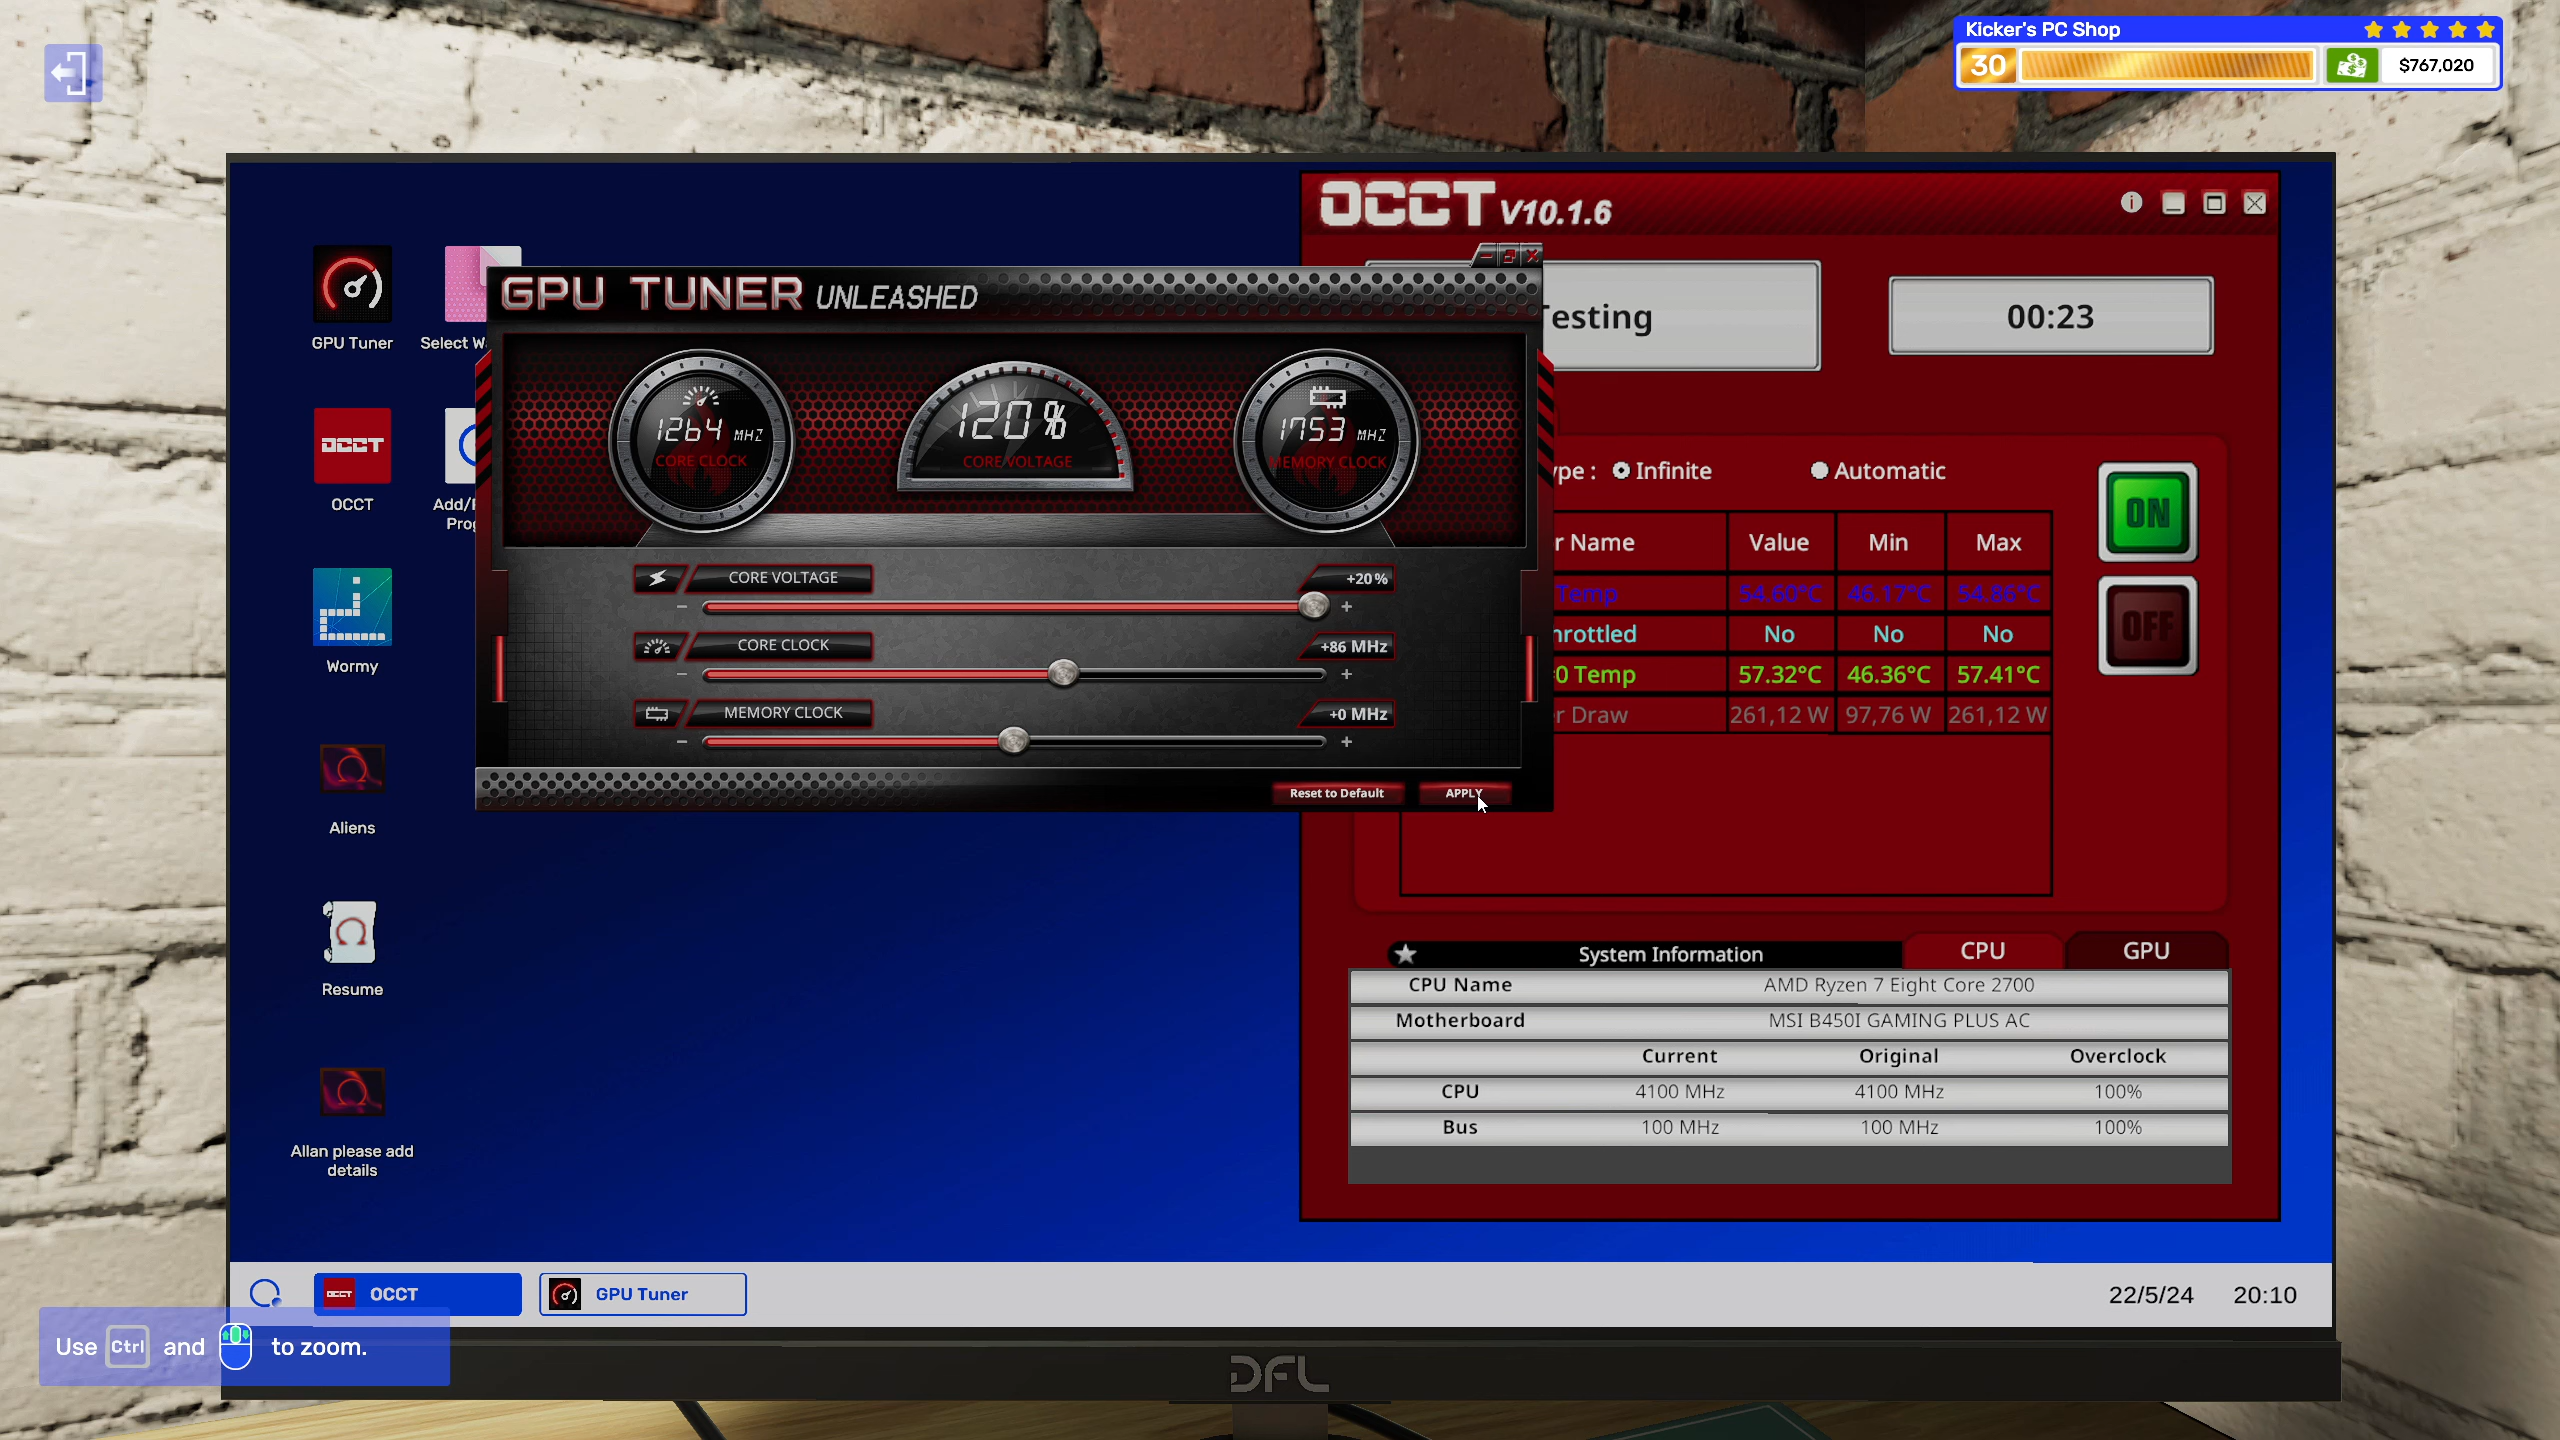 Kicker's PC Shop
30
$767,020
OCCT V10.1.6
GPU Tuner
Select W
GPU TUNER UNLEASHED
Testing
00:23
1264 MHZ
CORE CLOCK
120%
CORE VOLTAGE
1753 MHZ
MEMORY CLOCK
ype: Infinite Automatic
OCCT
OCCT
Add/
Prog
r Name Value Min Max
ON
CORE VOLTAGE +20%
- +
Temp 54.60°C 46.17°C 54.86°C
hrottled No No No
OFF
CORE CLOCK +86 MHz
- +
0 Temp 57.32°C 46.36°C 57.41°C
Wormy
MEMORY CLOCK +0 MHz
- +
r Draw 261,12 W 97,76 W 261,12 W
Reset to Default APPLY
Aliens
System Information CPU GPU
CPU Name AMD Ryzen 7 Eight Core 2700
Resume
Motherboard MSI B450I GAMING PLUS AC
Current Original Overclock
CPU 4100 MHz 4100 MHz 100%
Bus 100 MHz 100 MHz 100%
Allan please add
details
OCCT OCCT GPU Tuner 22/5/24 20:10
Use Ctrl and to zoom.
DFL